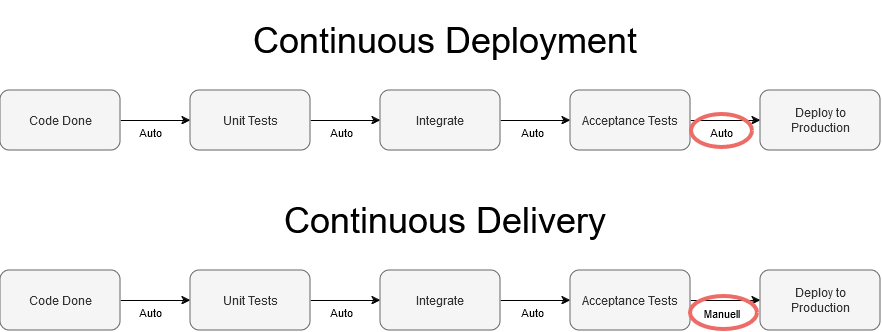 Continuous Deployment
Code Done
Auto
Unit Tests
Auto
Integrate
Auto
Acceptance Tests
Auto
Deploy to
Production
Continuous Delivery
Code Done
Auto
Unit Tests
Auto
Integrate
Auto
Acceptance Tests
Manuell
Deploy to
Production